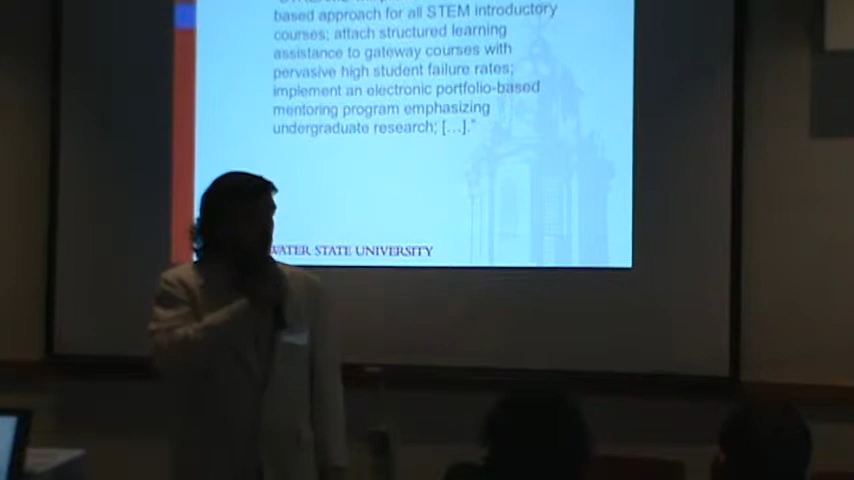 based approach for all STEM introductory
courses; attach structured learning
assistance to gateway courses with
pervasive high student failure rates;
implement an electronic portfolio-based
mentoring program emphasizing
undergraduate research; […]."
WATER STATE UNIVERSITY